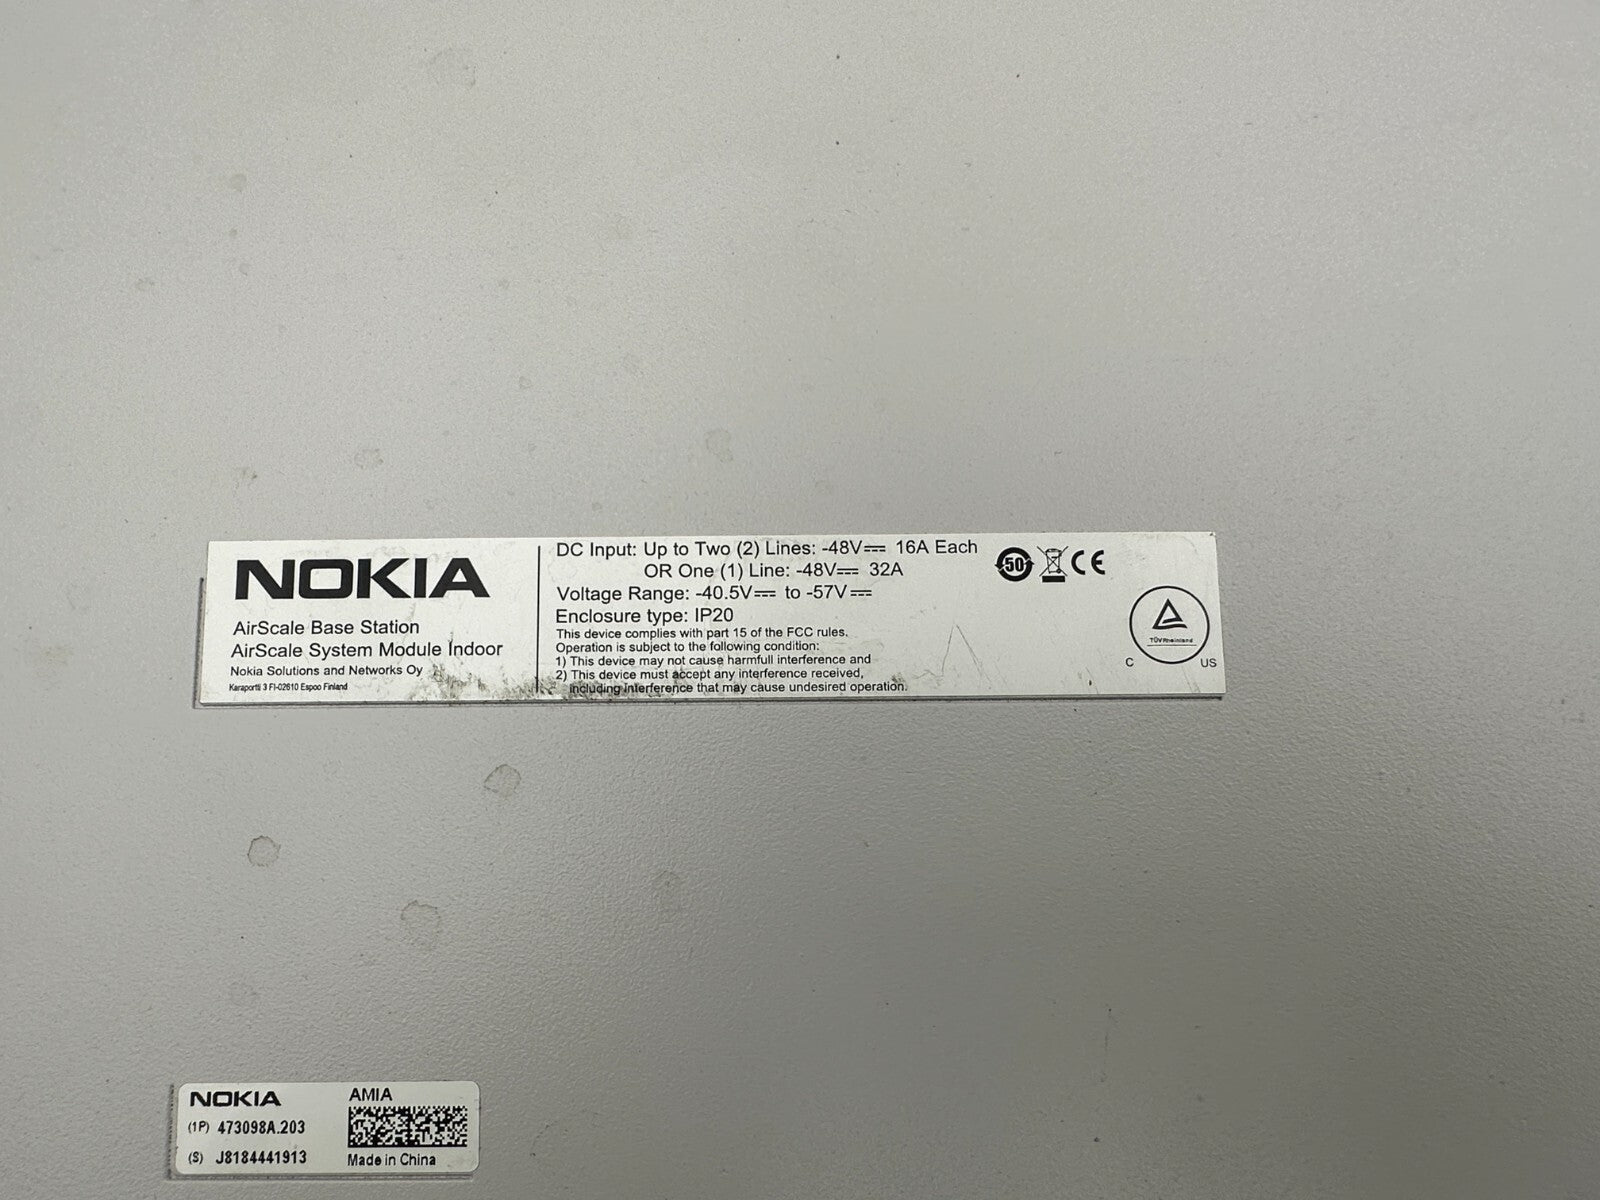 NOKIA
AirScale Base Station
AirScale System Module Indoor
Nokia Solutions and Networks Oy
Karaportti 3 FI-02610 Espoo Finland
DC Input: Up to Two (2) Lines: -48V⎓ 16A Each
OR One (1) Line: -48V⎓ 32A
Voltage Range: -40.5V⎓ to -57V⎓
Enclosure type: IP20
This device complies with part 15 of the FCC rules.
Operation is subject to the following condition:
1) This device may not cause harmfull interference and
2) This device must accept any interference received,
including interference that may cause undesired operation.
50
CE
TÜVRheinland
C US
NOKIA
AMIA
(1P) 473098A.203
(S) J8184441913
Made in China